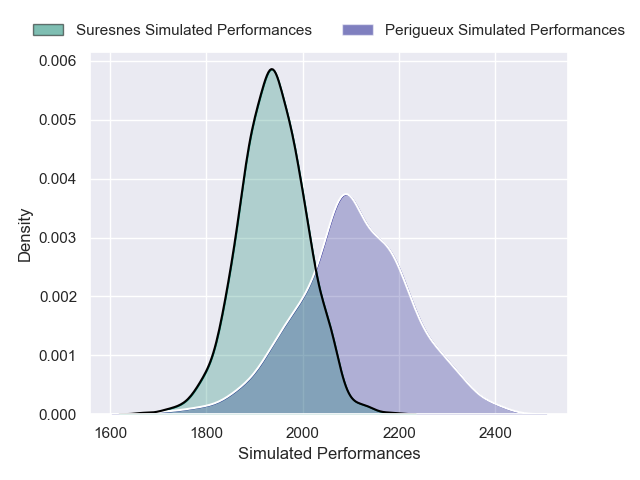 Suresnes Simulated Performances
Perigueux Simulated Performances
0.006
0.005
0.004
0.003
0.002
0.001
0.000
Density
1600 1800 2000 2200 2400
Simulated Performances